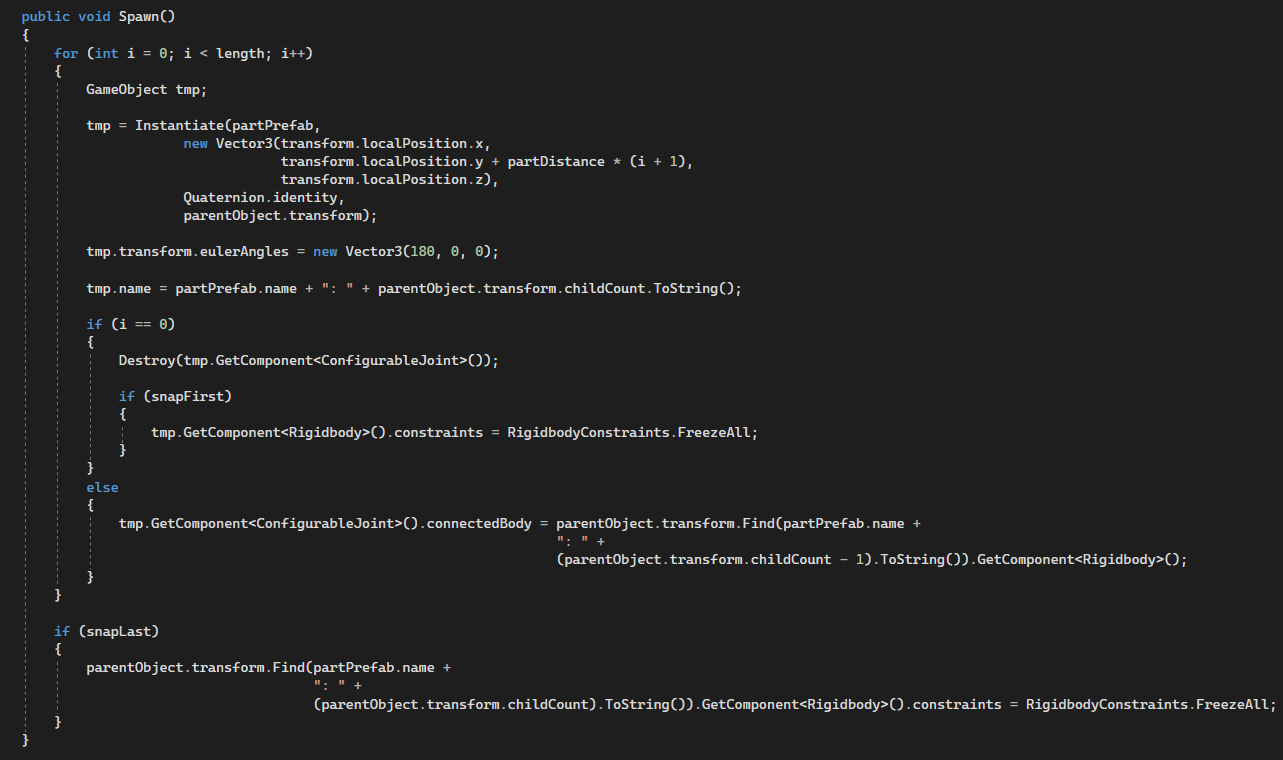 public void Spawn()
{
for (int i = 0; i < length; i++)
{
GameObject tmp;
tmp = Instantiate(partPrefab,
new Vector3(transform.localPosition.x,
transform.localPosition.y + partDistance * (i + 1),
transform.localPosition.z),
Quaternion.identity,
parentObject.transform);
tmp.transform.eulerAngles = new Vector3(180, 0, 0);
tmp.name = partPrefab.name + ": " + parentObject.transform.childCount.ToString();
if (i == 0)
{
Destroy(tmp.GetComponent<ConfigurableJoint>());
if (snapFirst)
{
tmp.GetComponent<Rigidbody>().constraints = RigidbodyConstraints.FreezeAll;
}
}
else
{
tmp.GetComponent<ConfigurableJoint>().connectedBody = parentObject.transform.Find(partPrefab.name +
": " +
(parentObject.transform.childCount - 1).ToString()).GetComponent<Rigidbody>();
}
}
if (snapLast)
{
parentObject.transform.Find(partPrefab.name +
": " +
(parentObject.transform.childCount).ToString()).GetComponent<Rigidbody>().constraints = RigidbodyConstraints.FreezeAll;
}
}